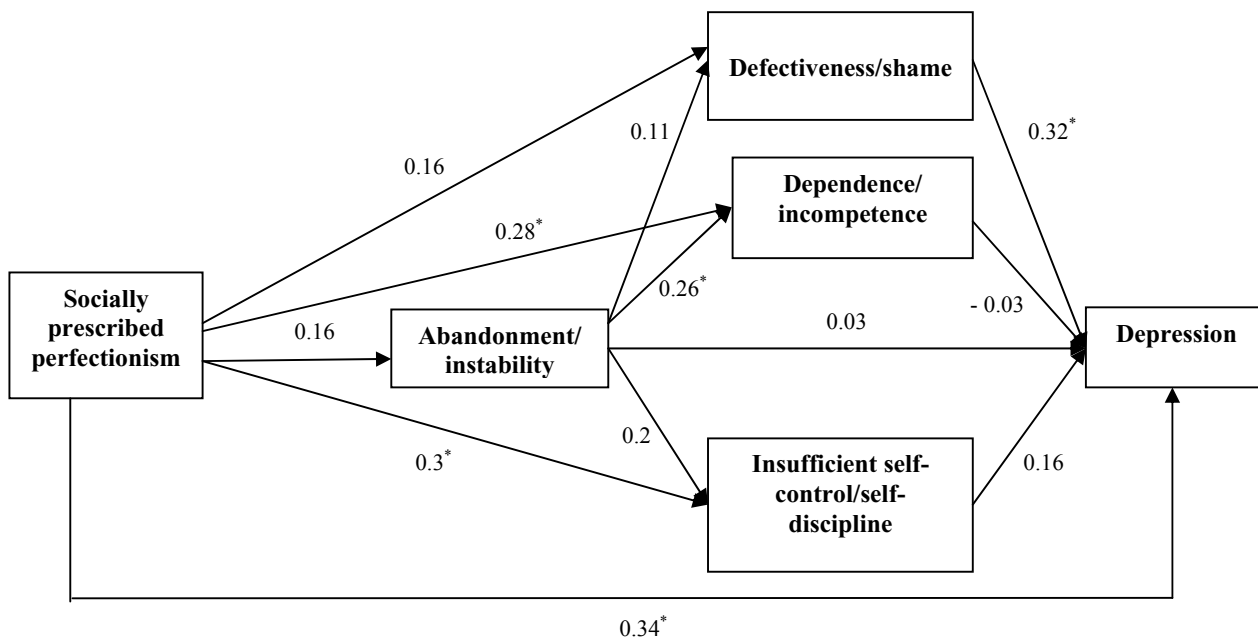 Defectiveness/shame
0.11
0.32*
0.16
Dependence/
incompetence
0.28*
0.26*
- 0.03
Socially
prescribed
perfectionism
0.16
Abandonment/
instability
0.03
Depression
0.2
0.3*
Insufficient self-
control/self-
discipline
0.16
0.34*